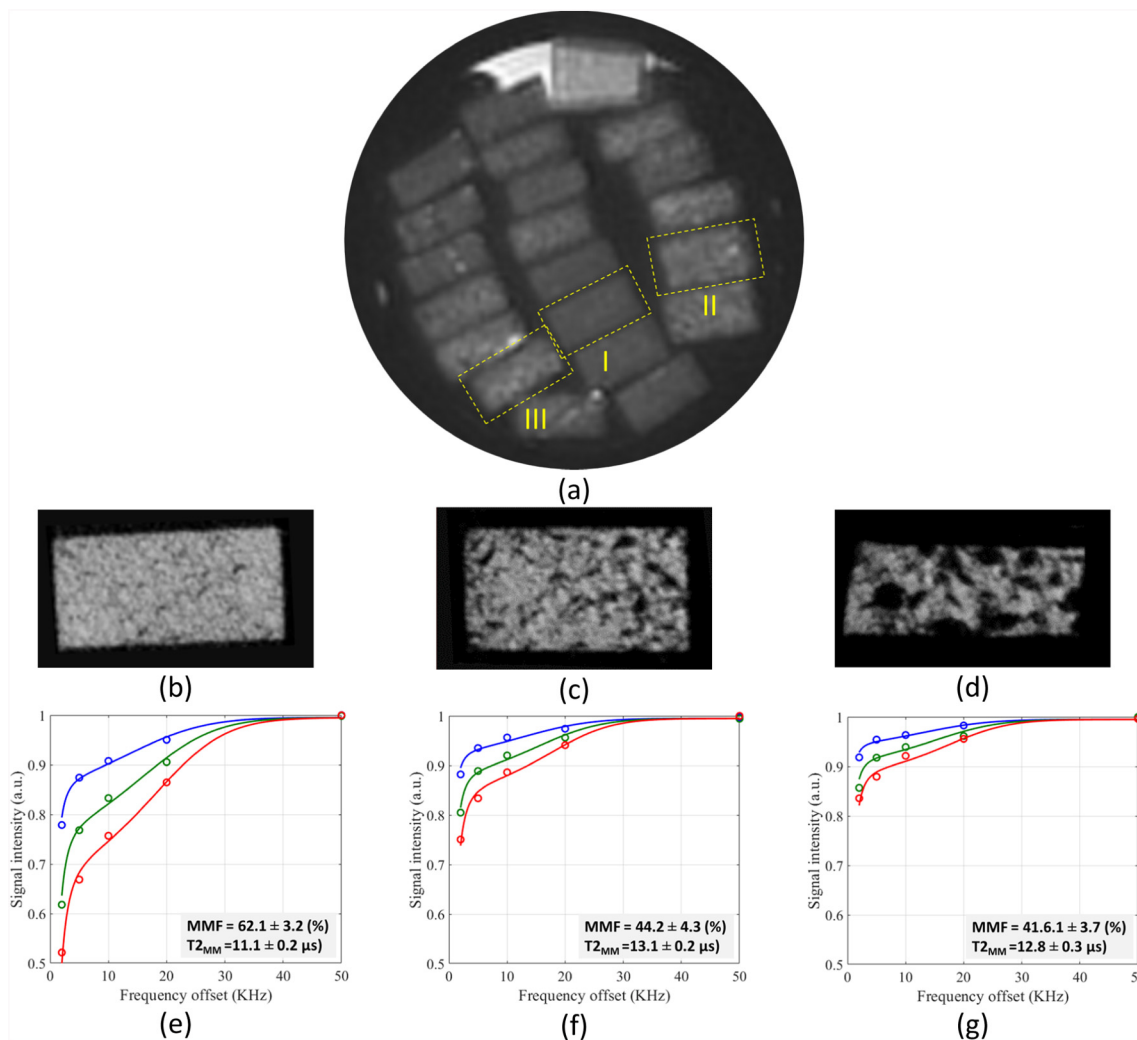 II
I
III
(a)
(b)
(c)
(d)
1
0.9
0.8
0.7
0.6
0.5
Signal intensity (a.u.)
MMF = 62.1 ± 3.2 (%)
T2MM =11.1 ± 0.2 µs)
0
10
20
30
40
50
Frequency offset (KHz)
(e)
1
0.9
0.8
0.7
0.6
0.5
Signal intensity (a.u.)
MMF = 44.2 ± 4.3 (%)
T2MM =13.1 ± 0.2 µs)
0
10
20
30
40
50
Frequency offset (KHz)
(f)
1
0.9
0.8
0.7
0.6
0.5
Signal intensity (a.u.)
MMF = 41.6.1 ± 3.7 (%)
T2MM =12.8 ± 0.3 µs)
0
10
20
30
40
50
Frequency offset (KHz)
(g)